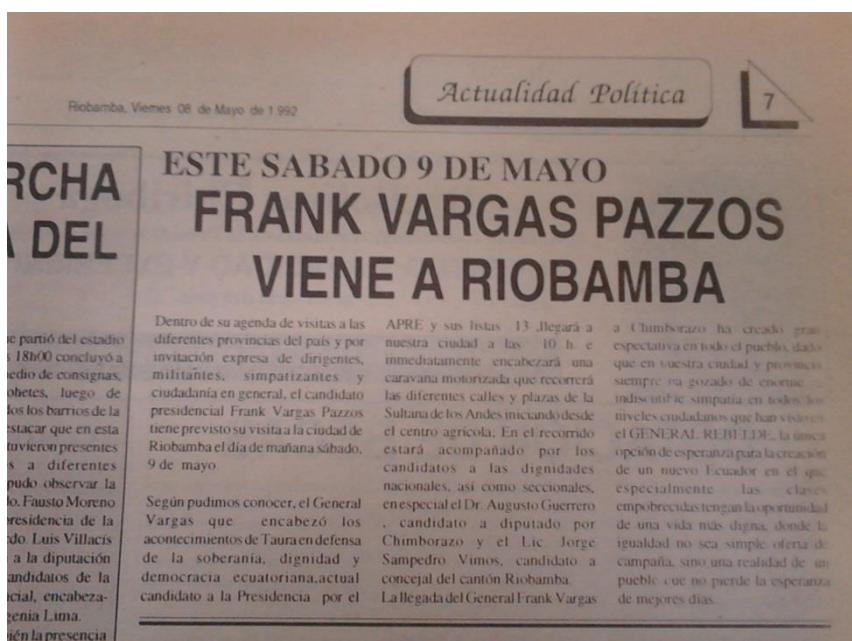 Riobamba, Viernes 08 de Mayo de 1.992
Actualidad Política
7
RCHA
DEL
e partió del estadio
18h00 concluyó a
edio de consignas,
ohetes, luego de
os los barrios de la
estacar que en esta
tuvieron presentes
s a diferentes
pudo observar la
o. Fausto Moreno
residencia de la
do Luis Villacís
a la diputación
andidatos de la
cial, encabeza-
genia Lima.
ién la presencia
ESTE SABADO 9 DE MAYO
FRANK VARGAS PAZZOS
VIENE A RIOBAMBA
Dentro de su agenda de visitas a las
diferentes provincias del país y por
invitación expresa de dirigentes,
militantes, simpatizantes y
ciudadanía en general, el candidato
presidencial Frank Vargas Pazzos
tiene previsto su visita a la ciudad de
Riobamba el día de mañana sábado,
9 de mayo
Según pudimos conocer, el General
Vargas que encabezó los
acontecimientos de Taura en defensa
de la soberanía, dignidad y
democracia ecuatoriana,actual
candidato a la Presidencia por el
APRE y sus listas 13 ,llegará a
nuestra ciudad a las 10 h. e
inmediatamente encabezará una
caravana motorizada que recorrerá
las diferentes calles y plazas de la
Sultana de los Andes iniciando desde
el centro agrícola, En el recorrido
estará acompañado por los
candidatos a las dignidades
nacionales, así como seccionales,
en especial el Dr. Augusto Guerrero
, candidato a diputado por
Chimborazo y el Lic. Jorge
Sampedro Vimos, candidato a
concejal del cantón Riobamba.
La llegada del General Frank Vargas
a Chimborazo ha creado gran
espectativa en todo el pueblo, dado
que en nuestra ciudad y provincia
siempre ha gozado de enorme
indiscutible simpatía en todos los
niveles ciudadanos que han visto en
el GENERAL REBELDE, la única
opción de esperanza para la creación
de un nuevo Ecuador en el que
especialmente las clases
empobrecidas tengan la oportunidad
de una vida más digna, donde la
igualdad no sea simple oferta de
campaña, sino una realidad de un
pueblo que no pierde la esperanza
de mejores días.